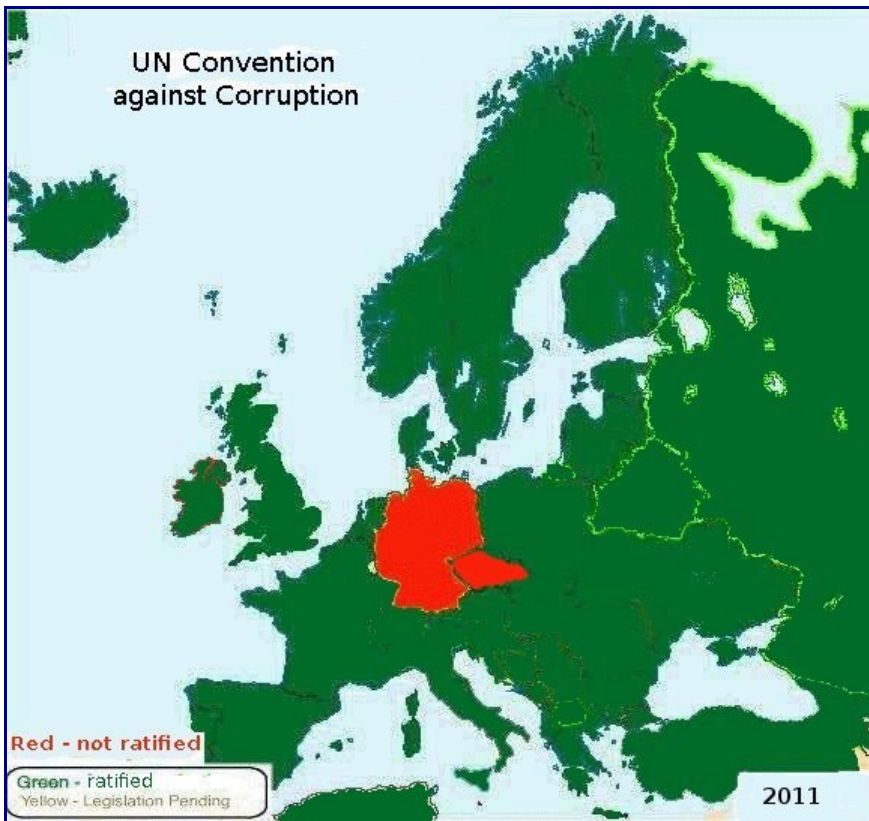 UN Convention
against Corruption
Red - not ratified
Green - ratified
Yellow - Legislation Pending
2011